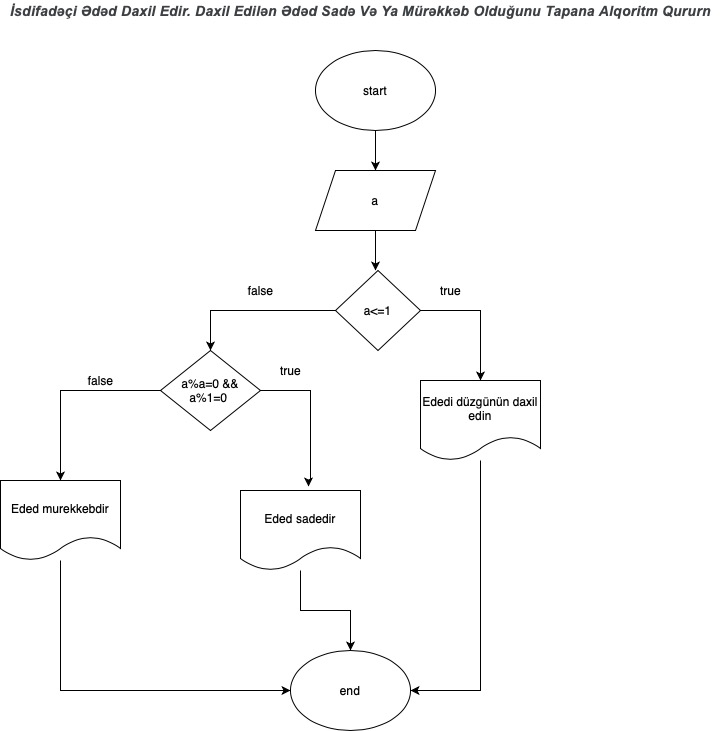 İsdifadəçi Ədəd Daxil Edir. Daxil Edilən Ədəd Sadə Və Ya Mürəkkəb Olduğunu Tapana Alqoritm Qururn
start
a
false
true
a<=1
false
true
a%a=0 &&
a%1=0
Ededi düzgünün daxil
edin
Eded murekkebdir
Eded sadedir
end